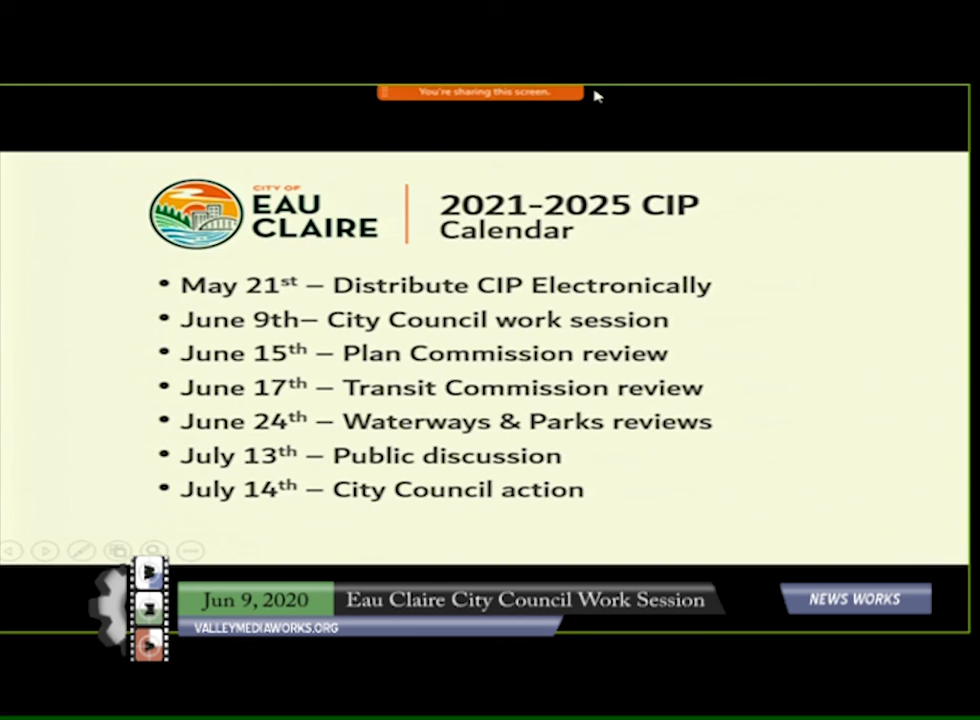 You're sharing this screen.
CITY OF
EAU
CLAIRE
2021-2025 CIP
Calendar
• May 21st – Distribute CIP Electronically
• June 9th– City Council work session
• June 15th – Plan Commission review
• June 17th – Transit Commission review
• June 24th – Waterways & Parks reviews
• July 13th – Public discussion
• July 14th – City Council action
Jun 9, 2020 Eau Claire City Council Work Session
NEWS WORKS
VALLEYMEDIAWORKS.ORG